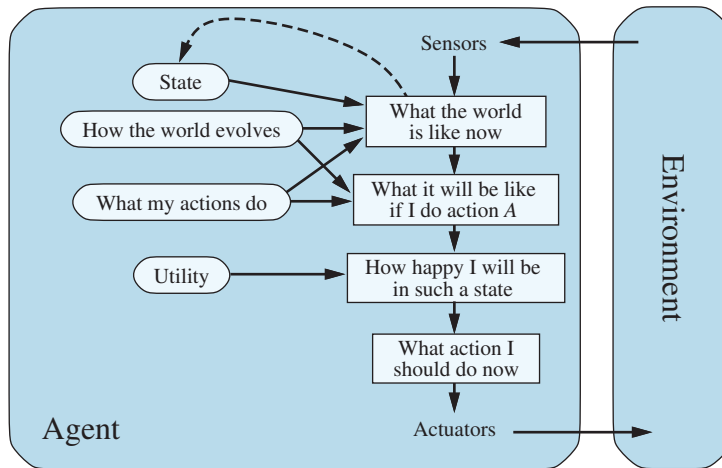 Sensors
State
What the world
is like now
How the world evolves
What my actions do
What it will be like
if I do action A
Utility
How happy I will be
in such a state
What action I
should do now
Agent
Actuators
Environment